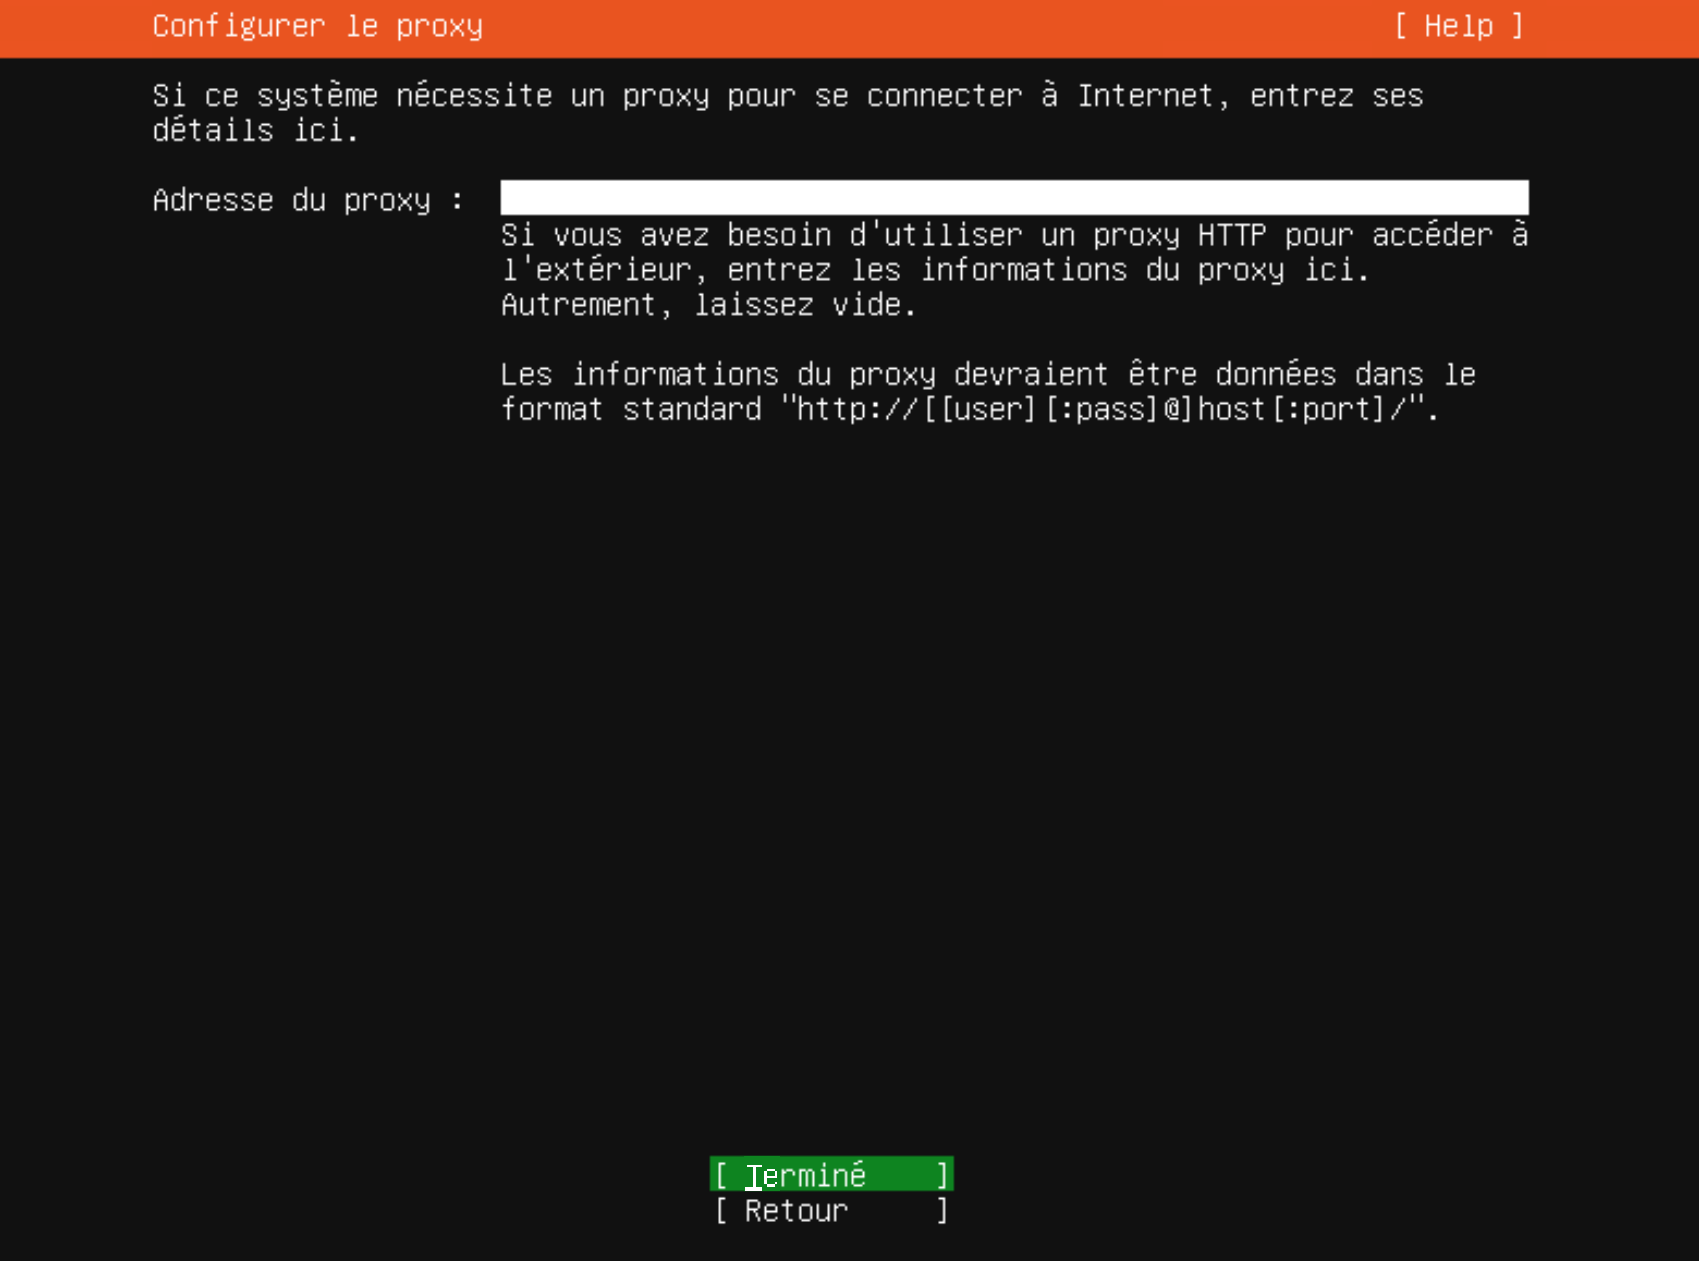 Configurer le proxy [ Help ]
Si ce système nécessite un proxy pour se connecter à Internet, entrez ses
détails ici.
Adresse du proxy :
Si vous avez besoin d'utiliser un proxy HTTP pour accéder à
l'extérieur, entrez les informations du proxy ici.
Autrement, laissez vide.
Les informations du proxy devraient être données dans le
format standard "http://[[user][:pass]@]host[:port]/".
[ Terminé ]
[ Retour ]